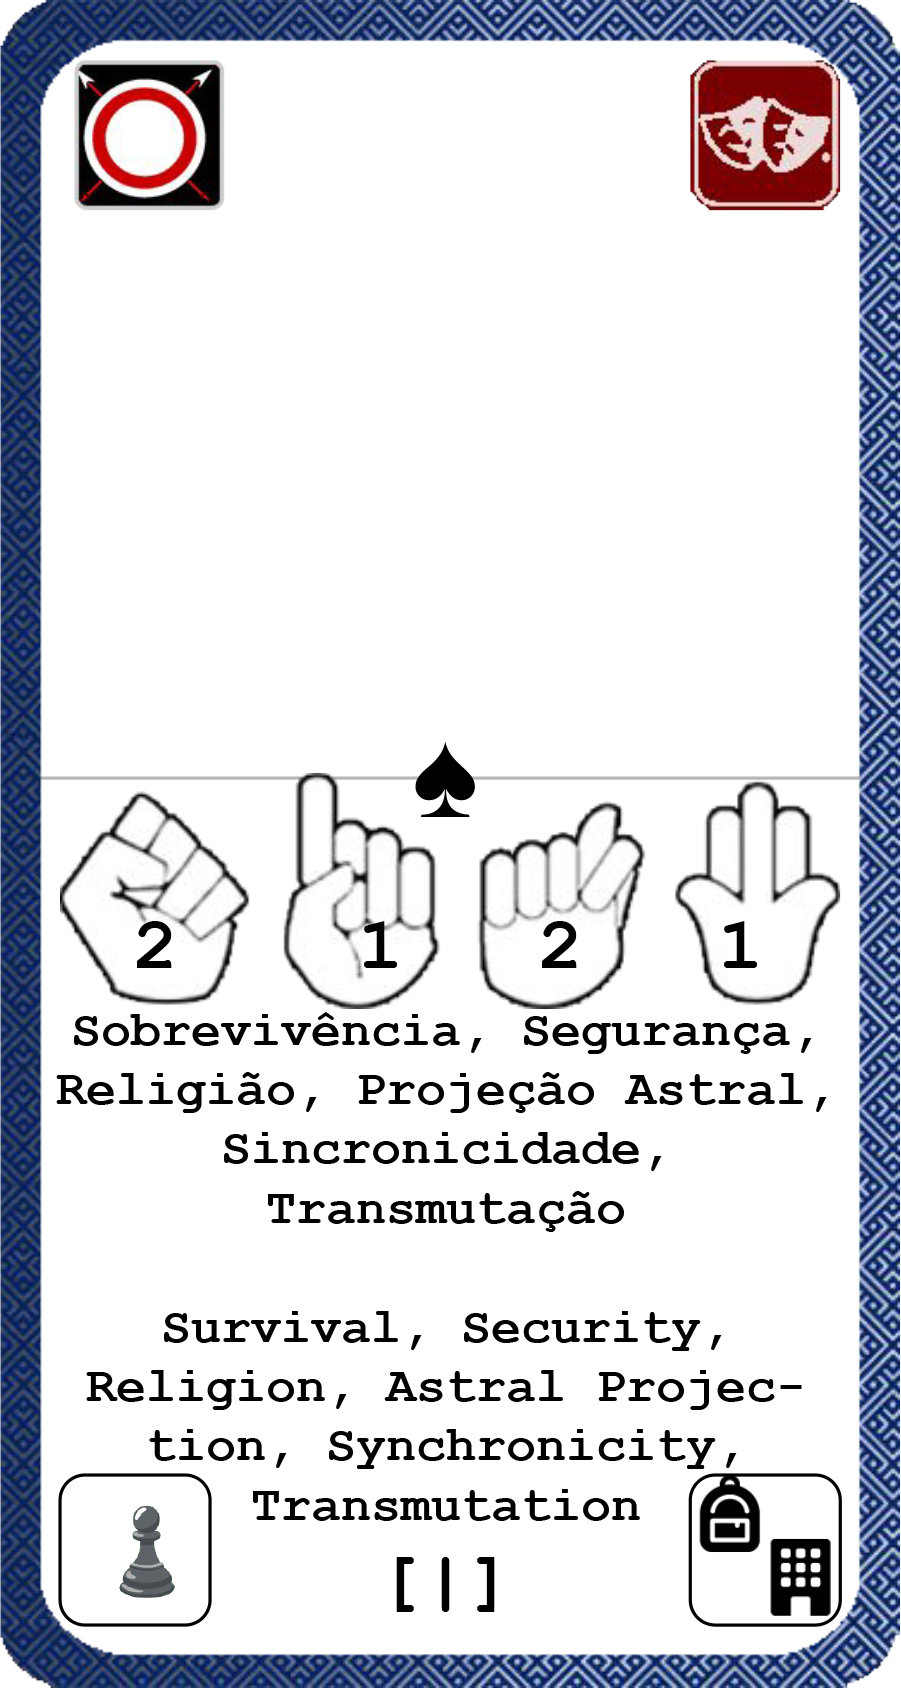 ♠
2 1 2 1
Sobrevivência, Segurança,
Religião, Projeção Astral,
Sincronicidade,
Transmutação
Survival, Security,
Religion, Astral Projec-
tion, Synchronicity,
Transmutation
[|]